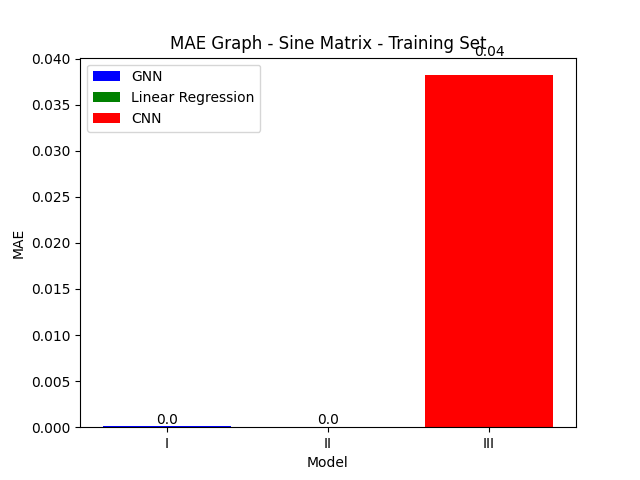 MAE Graph - Sine Matrix - Training Set
0.04
0.040
0.035
0.030
0.025
0.020
0.015
0.010
0.005
0.000
MAE
GNN
Linear Regression
CNN
0.0
0.0
I
II
III
Model